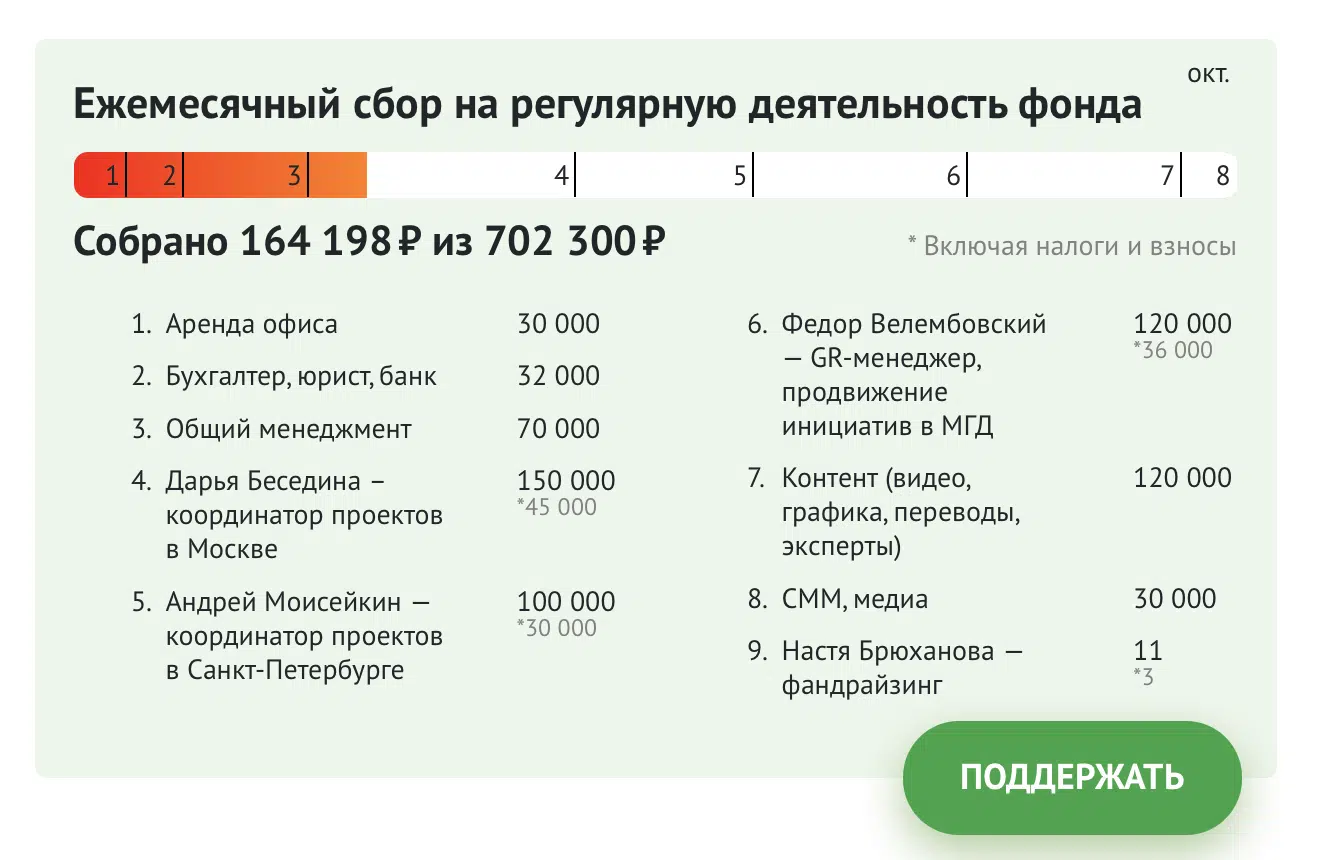 окт.
Ежемесячный сбор на регулярную деятельность фонда
1 2 3 4 5 6 7 8
Собрано 164 198 ₽ из 702 300 ₽
* Включая налоги и взносы
1. Аренда офиса 30 000
2. Бухгалтер, юрист, банк 32 000
3. Общий менеджмент 70 000
4. Дарья Беседина – 150 000
координатор проектов *45 000
в Москве
5. Андрей Моисейкин — 100 000
координатор проектов *30 000
в Санкт-Петербурге
6. Федор Велембовский 120 000
— GR-менеджер, *36 000
продвижение
инициатив в МГД
7. Контент (видео, 120 000
графика, переводы,
эксперты)
8. СММ, медиа 30 000
9. Настя Брюханова — 11
фандрайзинг *3
ПОДДЕРЖАТЬ